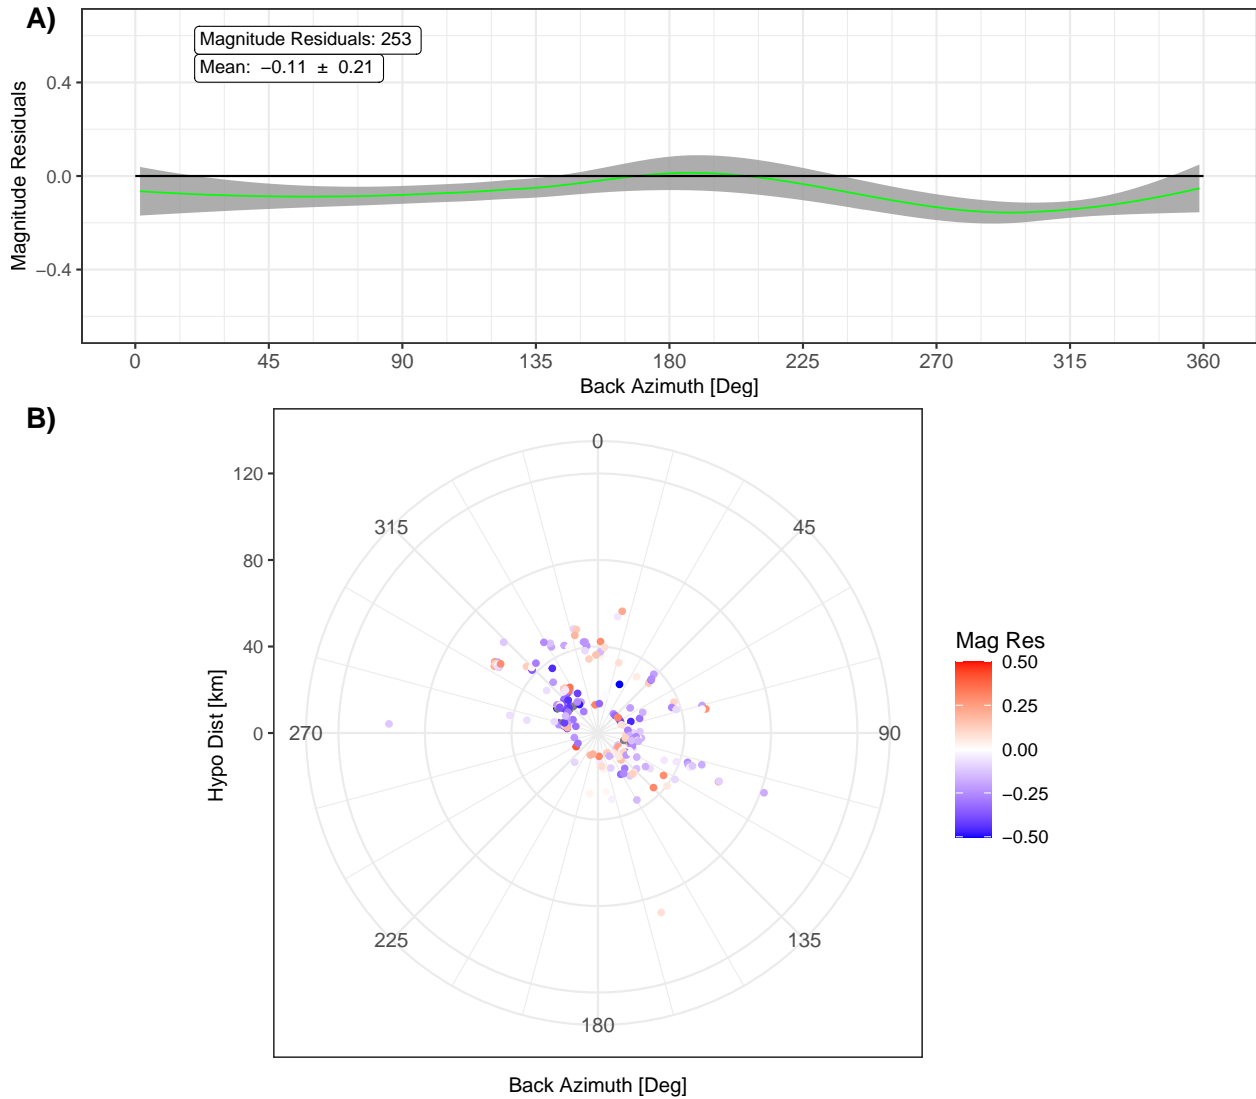 A)
Magnitude Residuals: 253
Mean: −0.11 ± 0.21
Magnitude Residuals
0.4
0.0
−0.4
0 45 90 135 180 225 270 315 360
Back Azimuth [Deg]
B)
Hypo Dist [km]
120
80
40
0
0
45
90
135
180
225
270
315
Back Azimuth [Deg]
Mag Res
0.50
0.25
0.00
−0.25
−0.50